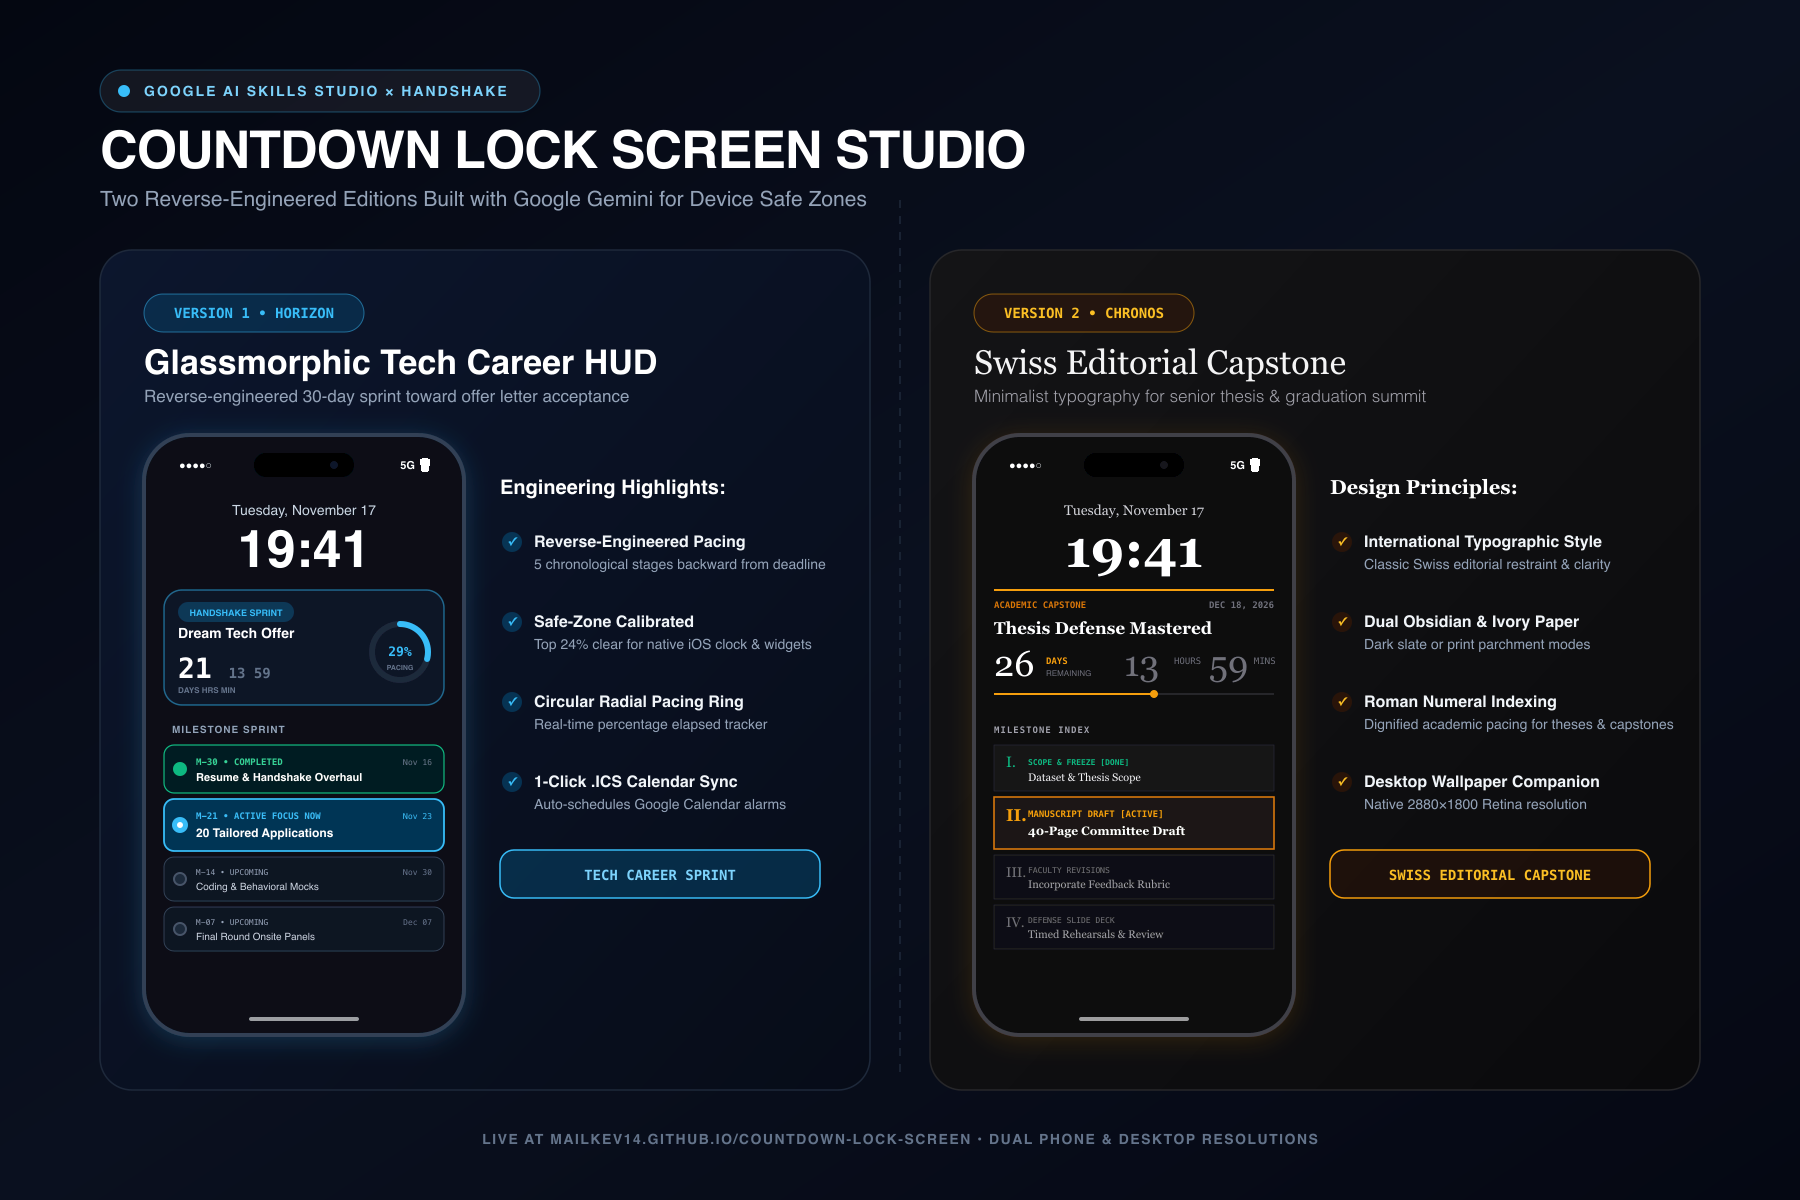 GOOGLE AI SKILLS STUDIO × HANDSHAKE
COUNTDOWN LOCK SCREEN STUDIO
Two Reverse-Engineered Editions Built with Google Gemini for Device Safe Zones
VERSION 1 • HORIZON
Glassmorphic Tech Career HUD
Reverse-engineered 30-day sprint toward offer letter acceptance
5G
Tuesday, November 17
19:41
HANDSHAKE SPRINT
Dream Tech Offer
21 13 59
DAYS HRS MIN
29%
PACING
MILESTONE SPRINT
M-30 • COMPLETED Nov 16
Resume & Handshake Overhaul
M-21 • ACTIVE FOCUS NOW Nov 23
20 Tailored Applications
M-14 • UPCOMING Nov 30
Coding & Behavioral Mocks
M-07 • UPCOMING Dec 07
Final Round Onsite Panels
Engineering Highlights:
✓ Reverse-Engineered Pacing
5 chronological stages backward from deadline
✓ Safe-Zone Calibrated
Top 24% clear for native iOS clock & widgets
✓ Circular Radial Pacing Ring
Real-time percentage elapsed tracker
✓ 1-Click .ICS Calendar Sync
Auto-schedules Google Calendar alarms
TECH CAREER SPRINT
VERSION 2 • CHRONOS
Swiss Editorial Capstone
Minimalist typography for senior thesis & graduation summit
5G
Tuesday, November 17
19:41
ACADEMIC CAPSTONE DEC 18, 2026
Thesis Defense Mastered
26 DAYS REMAINING 13 HOURS 59 MINS
MILESTONE INDEX
I. SCOPE & FREEZE [DONE]
Dataset & Thesis Scope
II. MANUSCRIPT DRAFT [ACTIVE]
40-Page Committee Draft
III. FACULTY REVISIONS
Incorporate Feedback Rubric
IV. DEFENSE SLIDE DECK
Timed Rehearsals & Review
Design Principles:
✓ International Typographic Style
Classic Swiss editorial restraint & clarity
✓ Dual Obsidian & Ivory Paper
Dark slate or print parchment modes
✓ Roman Numeral Indexing
Dignified academic pacing for theses & capstones
✓ Desktop Wallpaper Companion
Native 2880×1800 Retina resolution
SWISS EDITORIAL CAPSTONE
LIVE AT MAILKEV14.GITHUB.IO/COUNTDOWN-LOCK-SCREEN • DUAL PHONE & DESKTOP RESOLUTIONS